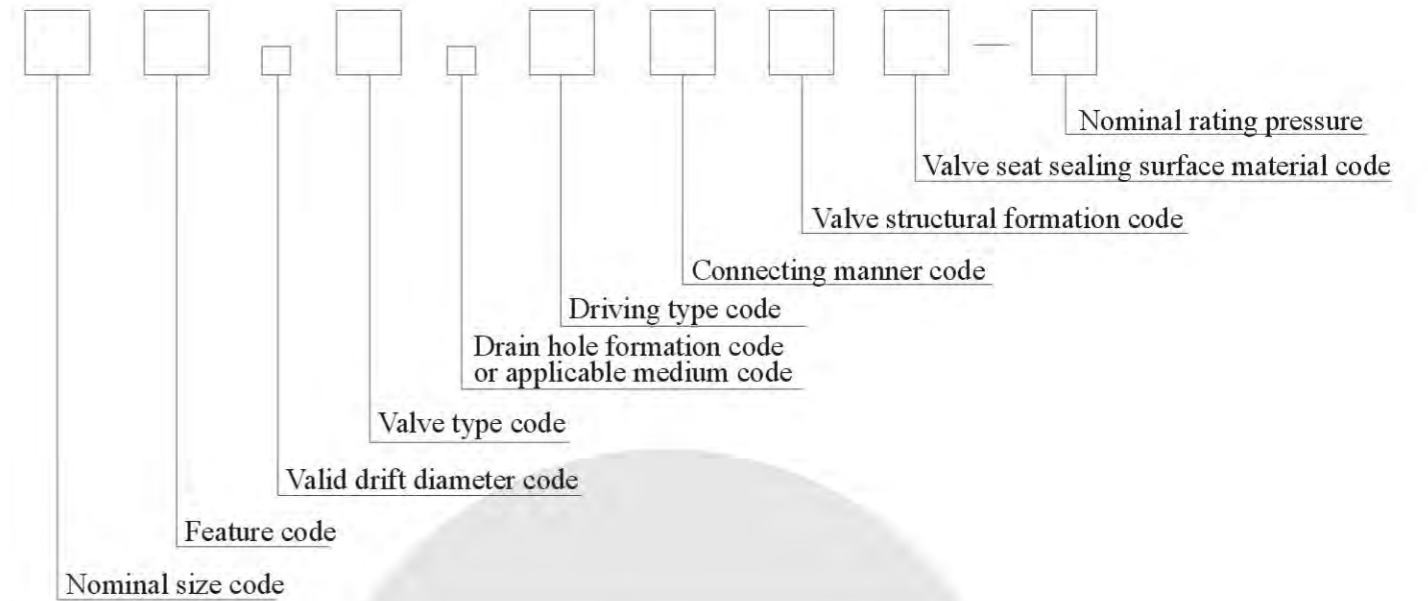 Nominal rating pressure
Valve seat sealing surface material code
Valve structural formation code
Connecting manner code
Driving type code
Drain hole formation code
or applicable medium code
Valve type code
Valid drift diameter code
Feature code
Nominal size code